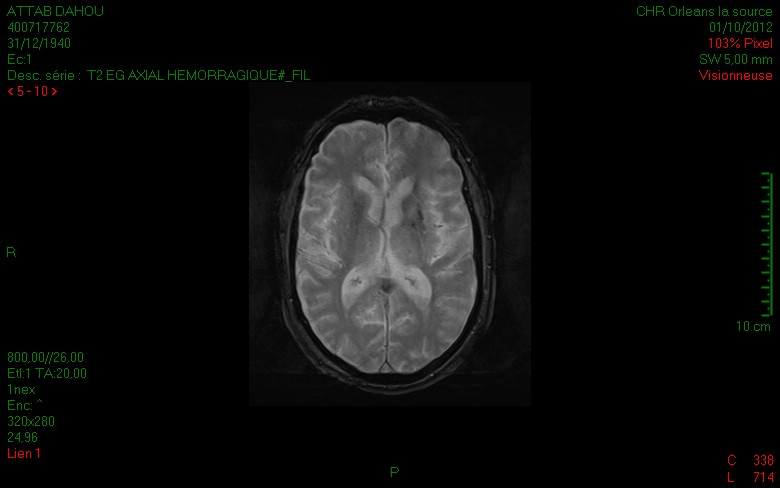 ATTAB DAHOU
400717762
31/12/1940
Ec:1
Desc. série : T2 EG AXIAL HEMORRAGIQUE#_FIL
< 5 - 10 >
CHR Orleans la source
01/10/2012
103% Pixel
SW 5,00 mm
Visionneuse
R
10 cm
800,00//26,00
Etl:1 TA:20,00
1nex
Enc: ^
320x280
24,96
Lien 1
P
C 338
L 714